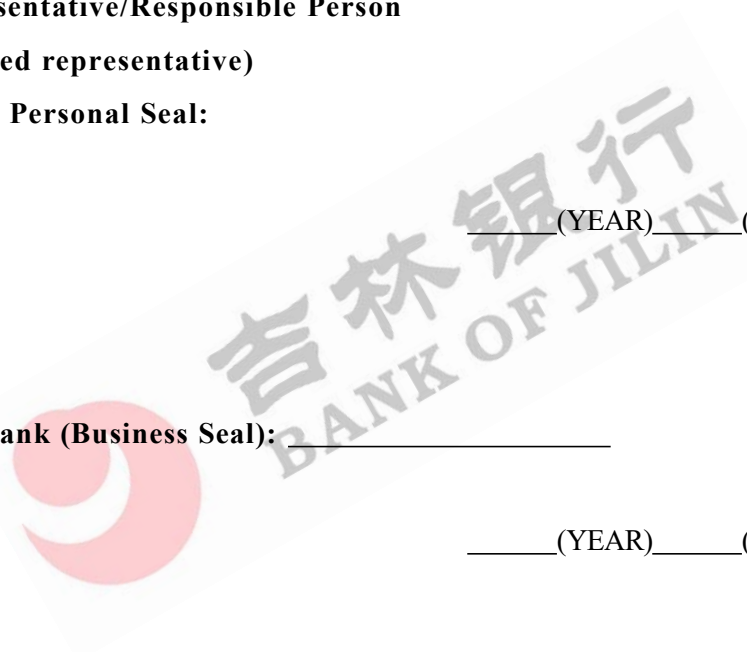 sentative/Responsible Person
ed representative)
Personal Seal:
______(YEAR)______(
吉林银行
BANK OF JILIN
ank (Business Seal): ______________________
______(YEAR)______(